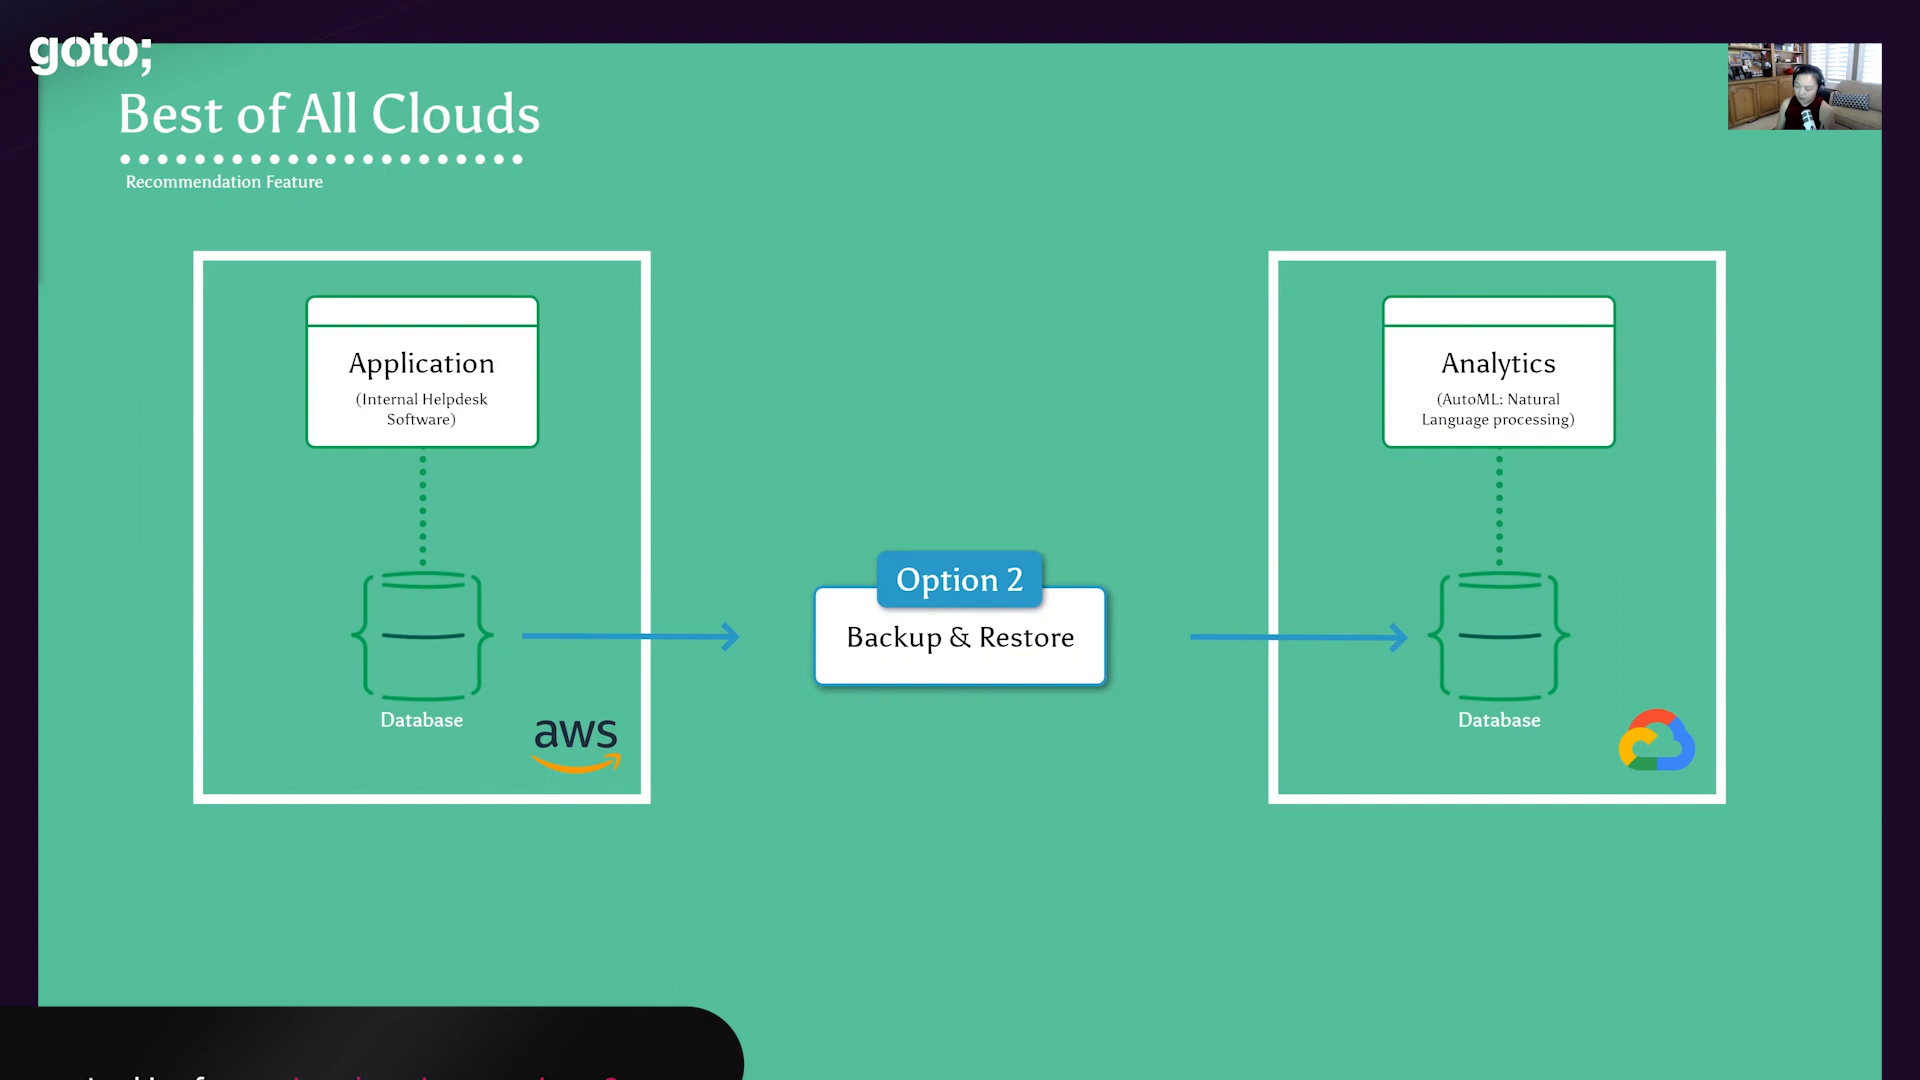 goto;
Best of All Clouds
Recommendation Feature
Application
(Internal Helpdesk
Software)
Database
aws
Option 2
Backup & Restore
Analytics
(AutoML: Natural
Language processing)
Database